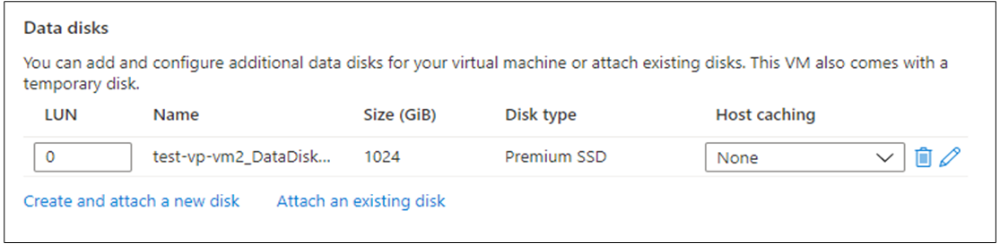 Data disks
You can add and configure additional data disks for your virtual machine or attach existing disks. This VM also comes with a
temporary disk.
LUN Name Size (GiB) Disk type Host caching
0 test-vp-vm2_DataDisk... 1024 Premium SSD None
Create and attach a new disk Attach an existing disk